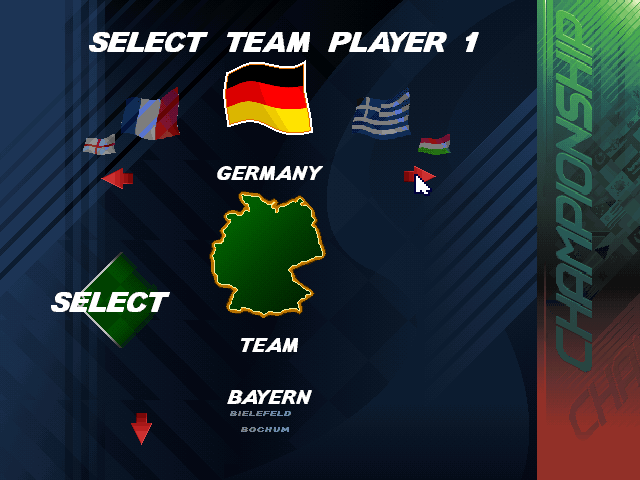 SELECT TEAM PLAYER 1
GERMANY
SELECT
TEAM
BAYERN
BIELEFELD
BOCHUM
CHAMPIONSHIP